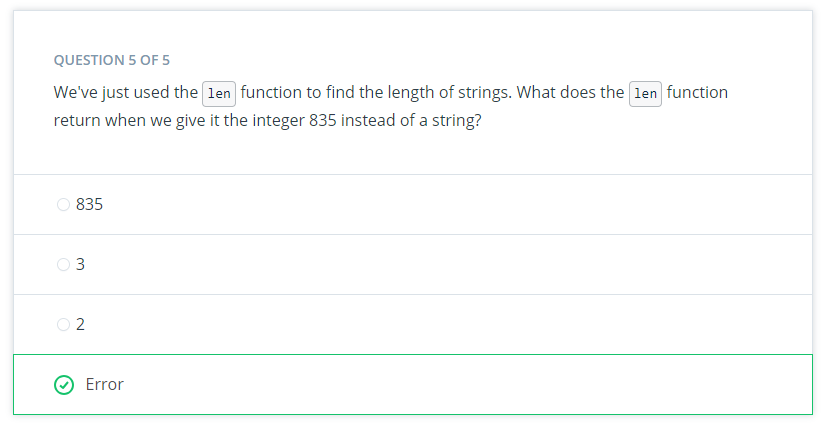 QUESTION 5 OF 5
We've just used the len function to find the length of strings. What does the len function
return when we give it the integer 835 instead of a string?
835
3
2
Error